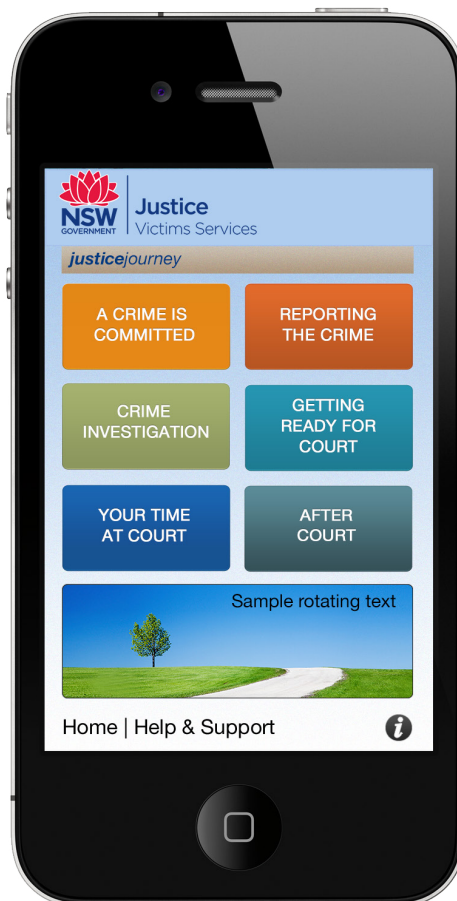 NSW
GOVERNMENT
Justice
Victims Services
justicejourney
A CRIME IS
COMMITTED
REPORTING
THE CRIME
CRIME
INVESTIGATION
GETTING
READY FOR
COURT
YOUR TIME
AT COURT
AFTER
COURT
Sample rotating text
Home | Help & Support
i